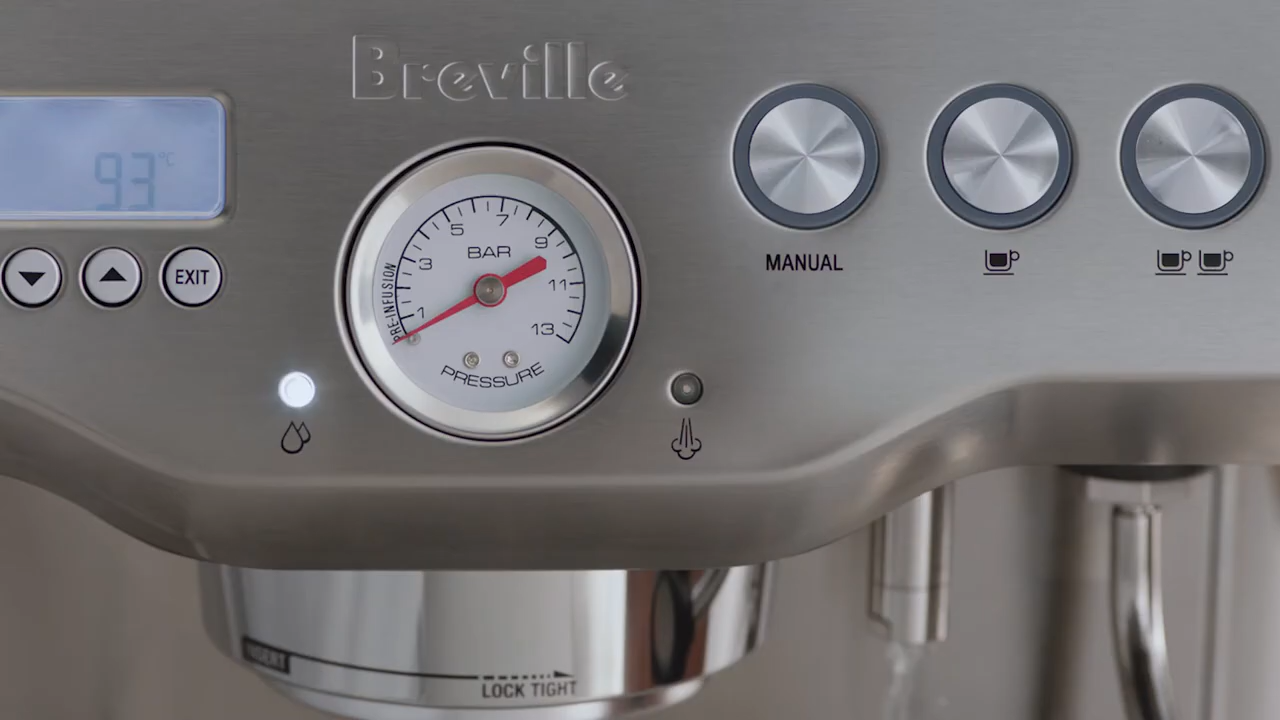 Breville
93°C
EXIT
MANUAL
5 7
3 BAR 9
1 11
13
PRE-INFUSION
PRESSURE
INSERT
LOCK TIGHT